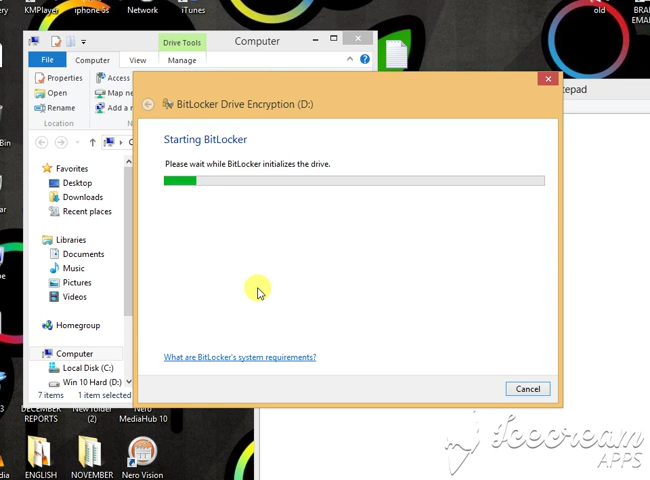 KMPlayer
iphone 5s
Network
iTunes
old
Drive Tools
Computer
File
Computer
View
Manage
Properties
Open
Rename
Access
Map ne
Add a n
Location
BitLocker Drive Encryption (D:)
Starting BitLocker
Please wait while BitLocker initializes the drive.
What are BitLocker's system requirements?
Cancel
tepad
Favorites
Desktop
Downloads
Recent places
Libraries
Documents
Music
Pictures
Videos
Homegroup
Computer
Local Disk (C:)
Win 10 Hard (D:)
7 items
1 item selected
DECEMBER
REPORTS
New folder
(2)
Nero
MediaHub 10
ENGLISH
NOVEMBER
Nero Vision
Icecream
APPS